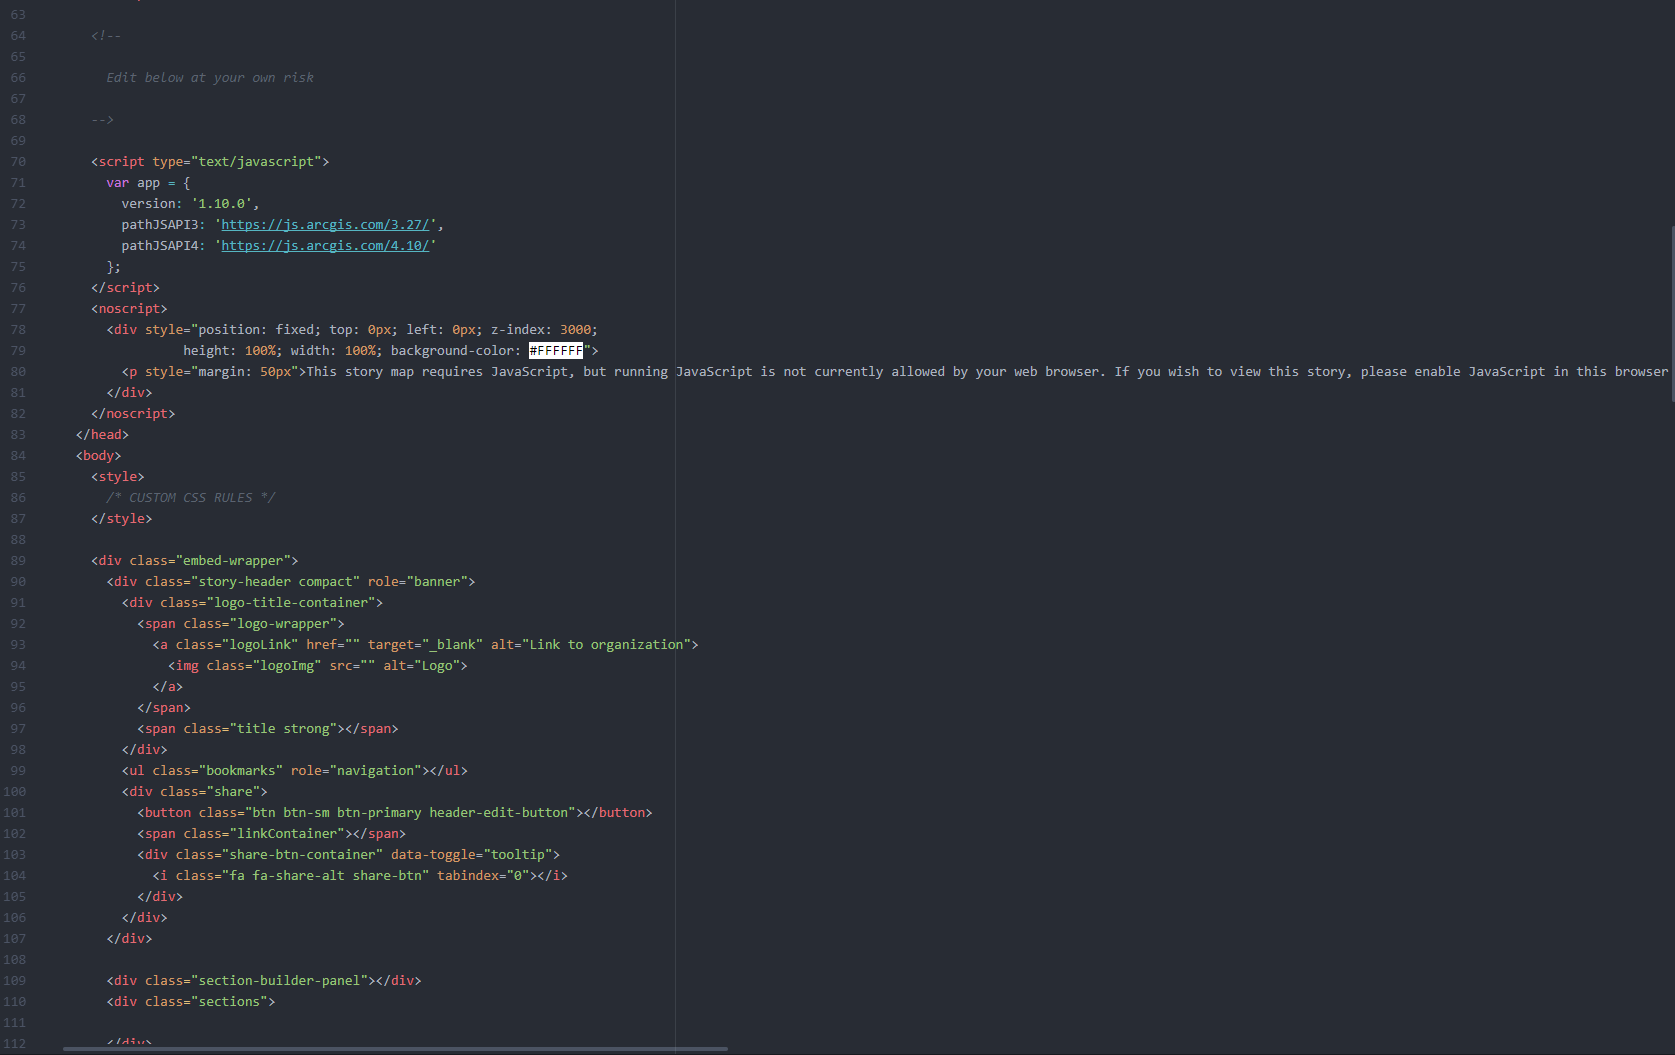 63
64 <!--
65
66 Edit below at your own risk
67
68 -->
69
70 <script type="text/javascript">
71 var app = {
72 version: '1.10.0',
73 pathJSAPI3: 'https://js.arcgis.com/3.27/',
74 pathJSAPI4: 'https://js.arcgis.com/4.10/'
75 };
76 </script>
77 <noscript>
78 <div style="position: fixed; top: 0px; left: 0px; z-index: 3000;
79 height: 100%; width: 100%; background-color: #FFFFFF">
80 <p style="margin: 50px">This story map requires JavaScript, but running JavaScript is not currently allowed by your web browser. If you wish to view this story, please enable JavaScript in this browser
81 </div>
82 </noscript>
83 </head>
84 <body>
85 <style>
86 /* CUSTOM CSS RULES */
87 </style>
88
89 <div class="embed-wrapper">
90 <div class="story-header compact" role="banner">
91 <div class="logo-title-container">
92 <span class="logo-wrapper">
93 <a class="logoLink" href="" target="_blank" alt="Link to organization">
94 <img class="logoImg" src="" alt="Logo">
95 </a>
96 </span>
97 <span class="title strong"></span>
98 </div>
99 <ul class="bookmarks" role="navigation"></ul>
100 <div class="share">
101 <button class="btn btn-sm btn-primary header-edit-button"></button>
102 <span class="linkContainer"></span>
103 <div class="share-btn-container" data-toggle="tooltip">
104 <i class="fa fa-share-alt share-btn" tabindex="0"></i>
105 </div>
106 </div>
107 </div>
108
109 <div class="section-builder-panel"></div>
110 <div class="sections">
111
112 </div>